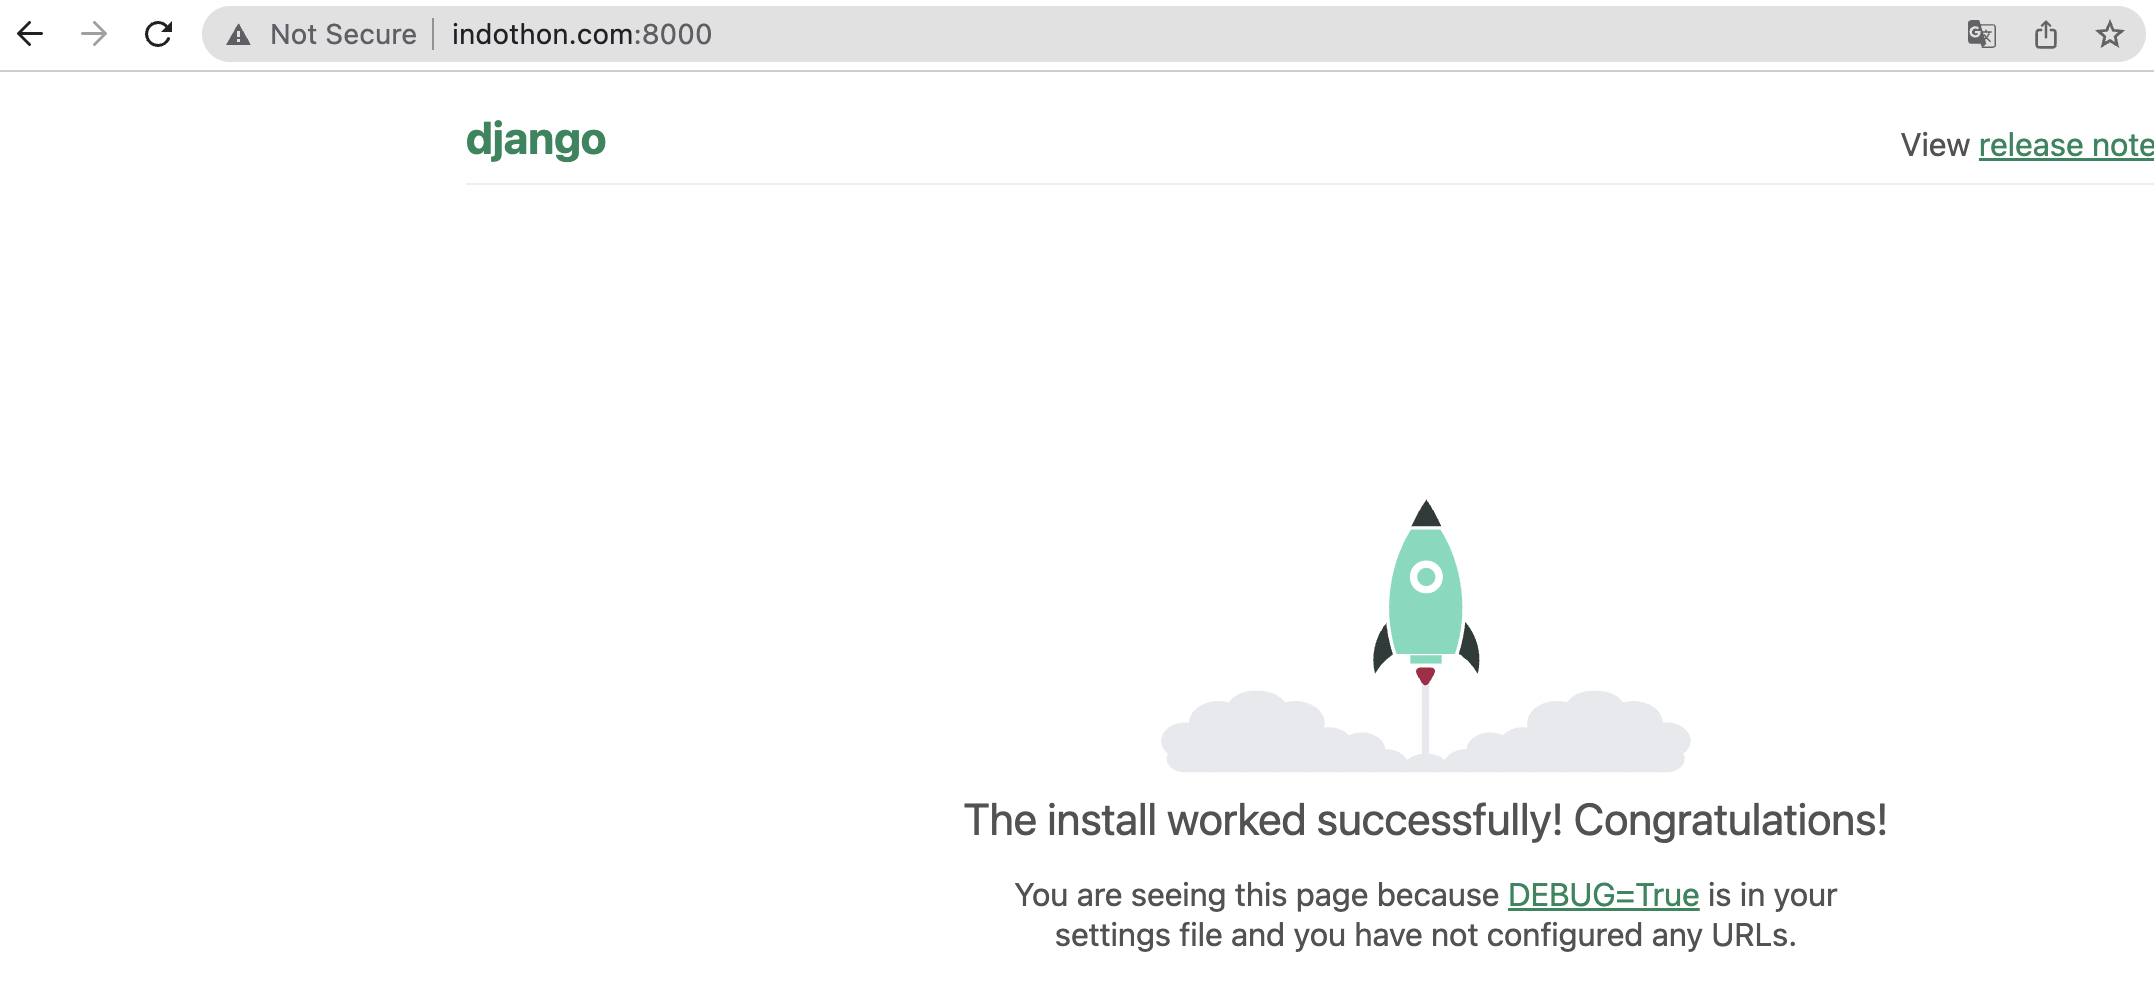 Not Secure | indothon.com:8000
django
View release note
The install worked successfully! Congratulations!
You are seeing this page because DEBUG=True is in your
settings file and you have not configured any URLs.